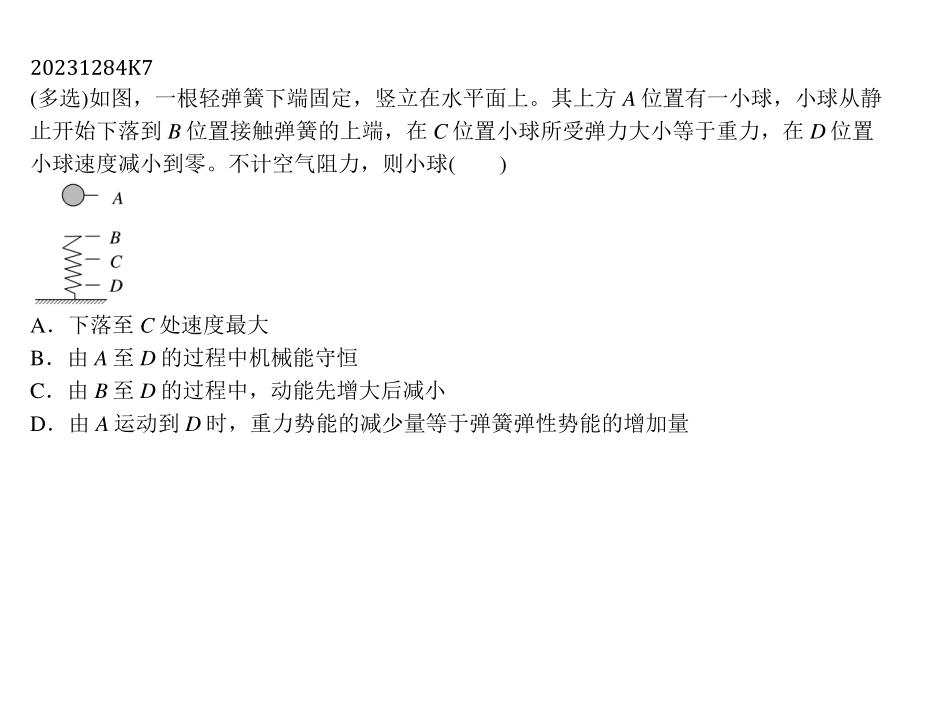 20231284K7
(多选)如图，一根轻弹簧下端固定，竖立在水平面上。其上方 A 位置有一小球，小球从静
止开始下落到 B 位置接触弹簧的上端，在 C 位置小球所受弹力大小等于重力，在 D 位置
小球速度减小到零。不计空气阻力，则小球(　　)
A
B
C
D
A．下落至 C 处速度最大
B．由 A 至 D 的过程中机械能守恒
C．由 B 至 D 的过程中，动能先增大后减小
D．由 A 运动到 D 时，重力势能的减少量等于弹簧弹性势能的增加量